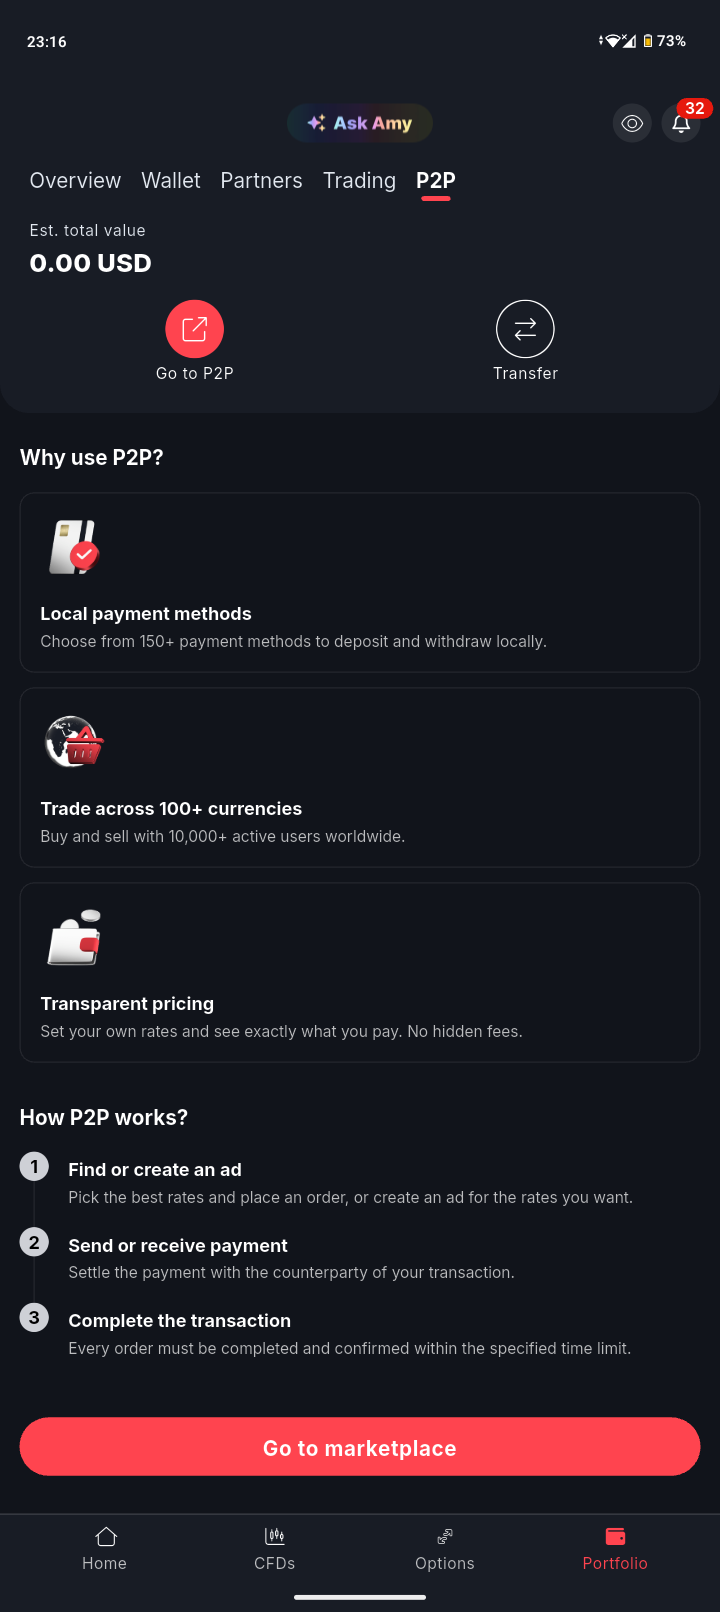 23:16
73%
Ask Amy
32
Overview Wallet Partners Trading P2P
Est. total value
0.00 USD
Go to P2P
Transfer
Why use P2P?
Local payment methods
Choose from 150+ payment methods to deposit and withdraw locally.
Trade across 100+ currencies
Buy and sell with 10,000+ active users worldwide.
Transparent pricing
Set your own rates and see exactly what you pay. No hidden fees.
How P2P works?
1 Find or create an ad
Pick the best rates and place an order, or create an ad for the rates you want.
2 Send or receive payment
Settle the payment with the counterparty of your transaction.
3 Complete the transaction
Every order must be completed and confirmed within the specified time limit.
Go to marketplace
Home CFDs Options Portfolio